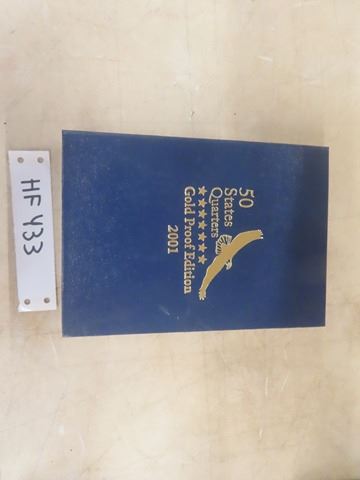 HF 433
50
States
Quarters
★★★★★★★
Gold Proof Edition
2001